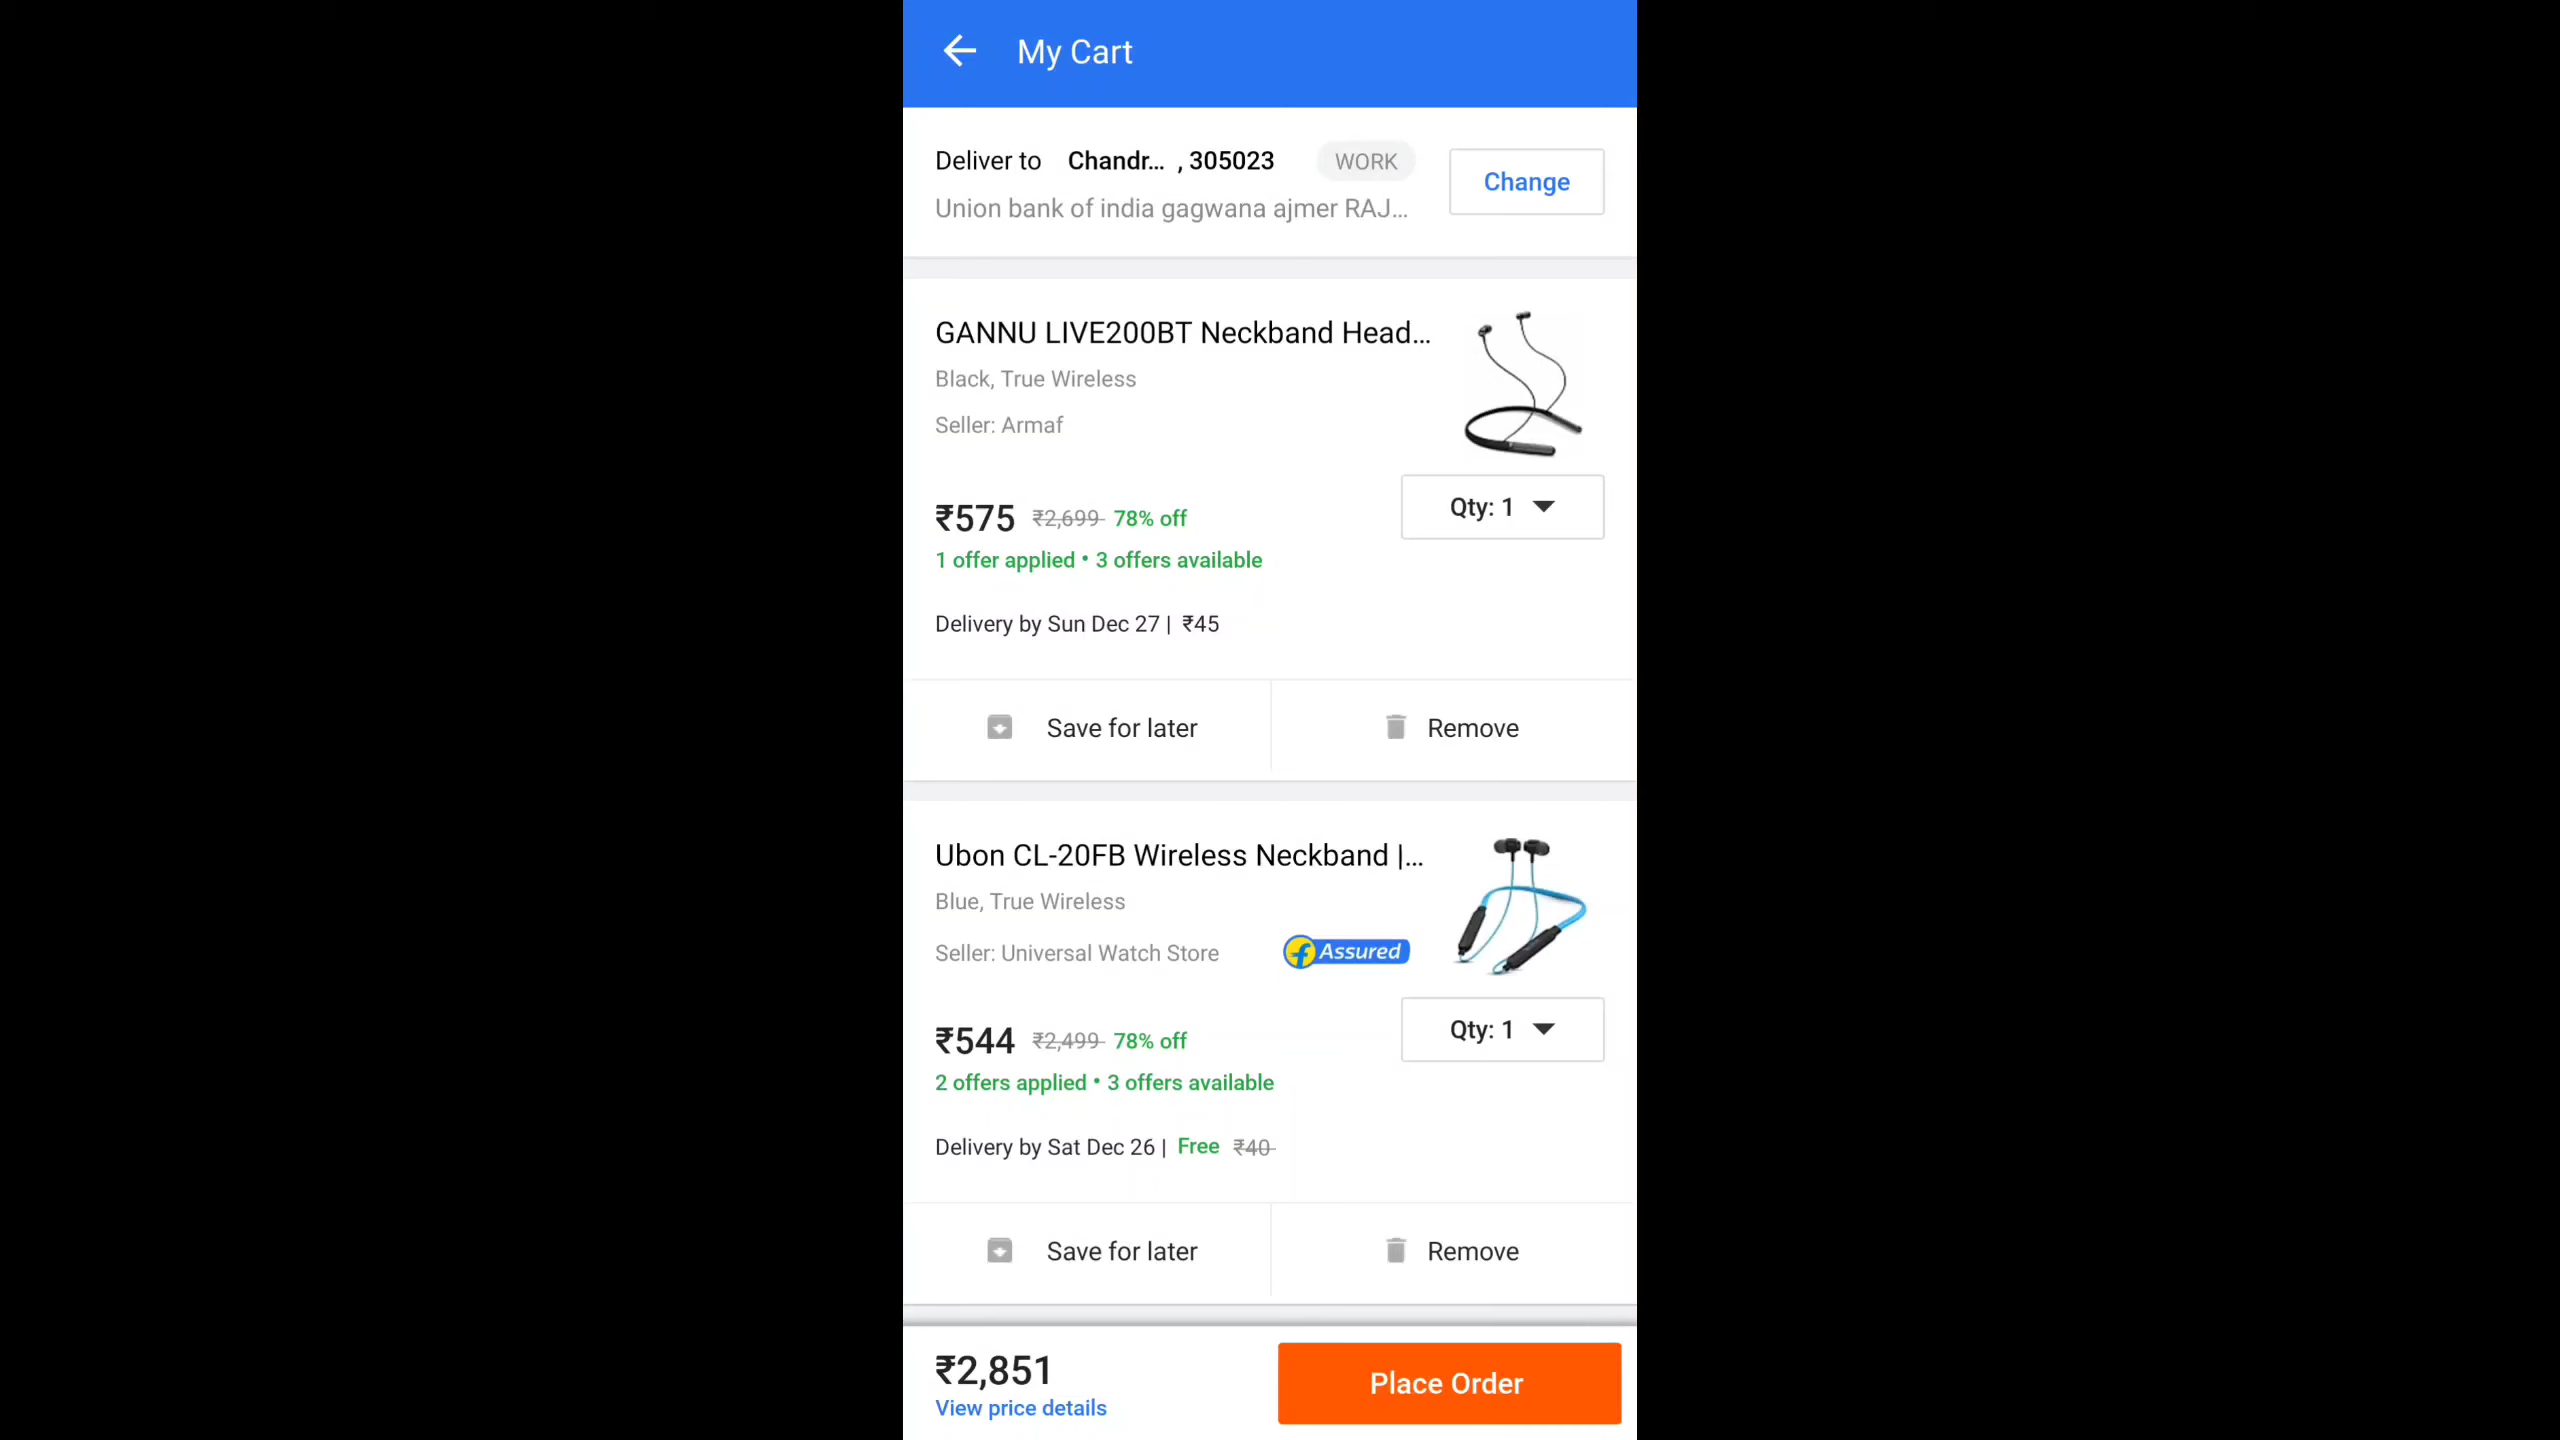 My Cart
Deliver to Chandr... , 305023 WORK
Change
Union bank of india gagwana ajmer RAJ...
GANNU LIVE200BT Neckband Head...
Black, True Wireless
Seller: Armaf
₹575 ₹2,699 78% off
Qty: 1
1 offer applied • 3 offers available
Delivery by Sun Dec 27 | ₹45
Save for later Remove
Ubon CL-20FB Wireless Neckband |...
Blue, True Wireless
Seller: Universal Watch Store f Assured
₹544 ₹2,499 78% off
Qty: 1
2 offers applied • 3 offers available
Delivery by Sat Dec 26 | Free ₹40
Save for later Remove
₹2,851
View price details
Place Order